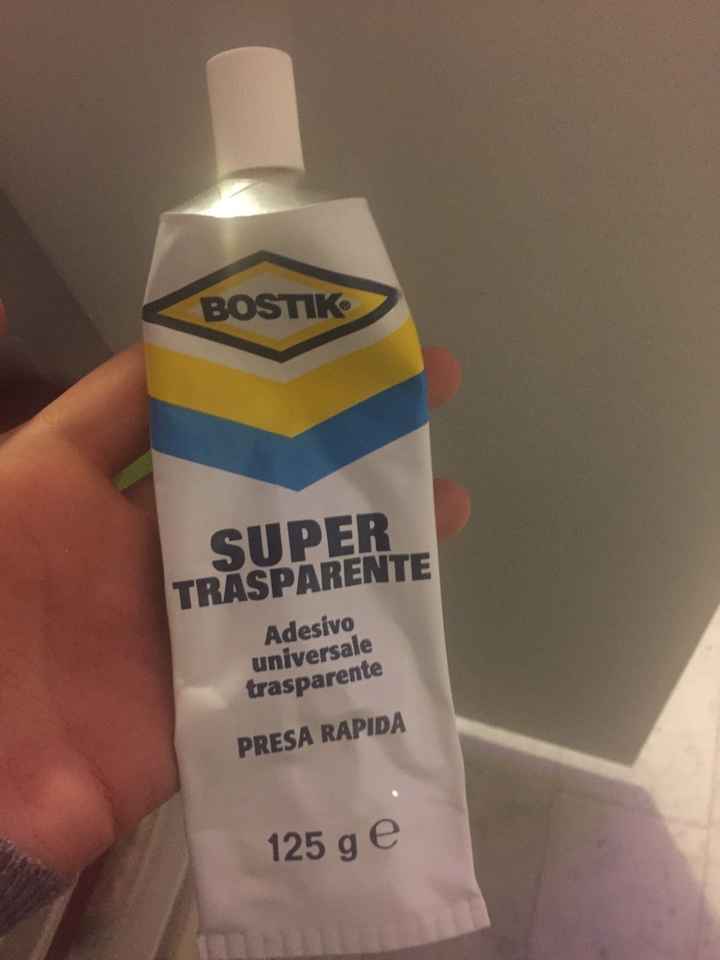 BOSTIK®
SUPER
TRASPARENTE
Adesivo
universale
trasparente
PRESA RAPIDA
125 g ℮